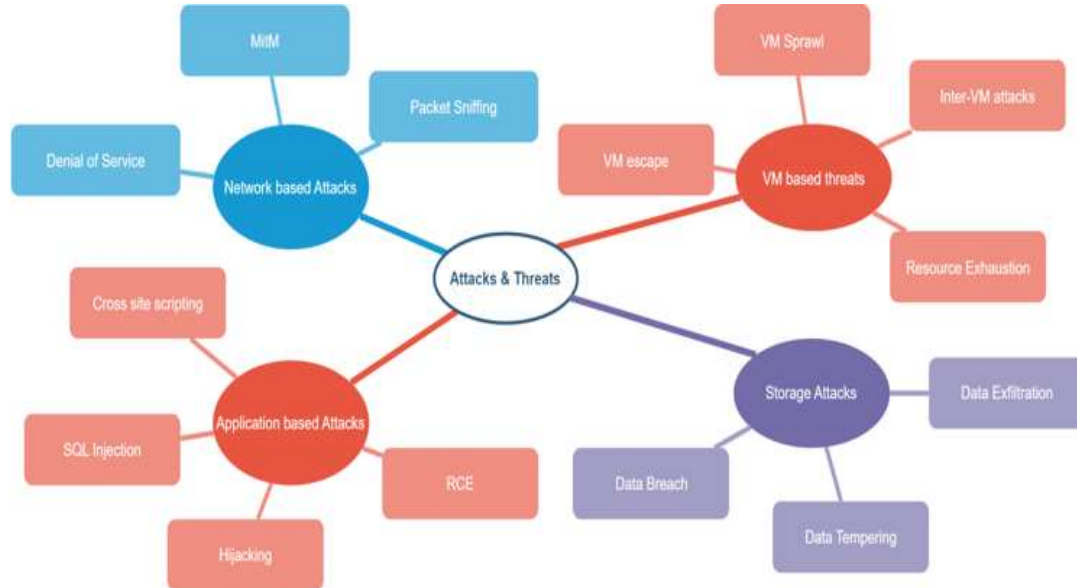 MitM
VM Sprawl
Packet Sniffing
Inter-VM attacks
Denial of Service
VM escape
Network based Attacks
VM based threats
Resource Exhaustion
Attacks & Threats
Cross site scripting
Storage Attacks
Data Exfiltration
Application based Attacks
SQL Injection
RCE
Data Breach
Data Tempering
Hijacking